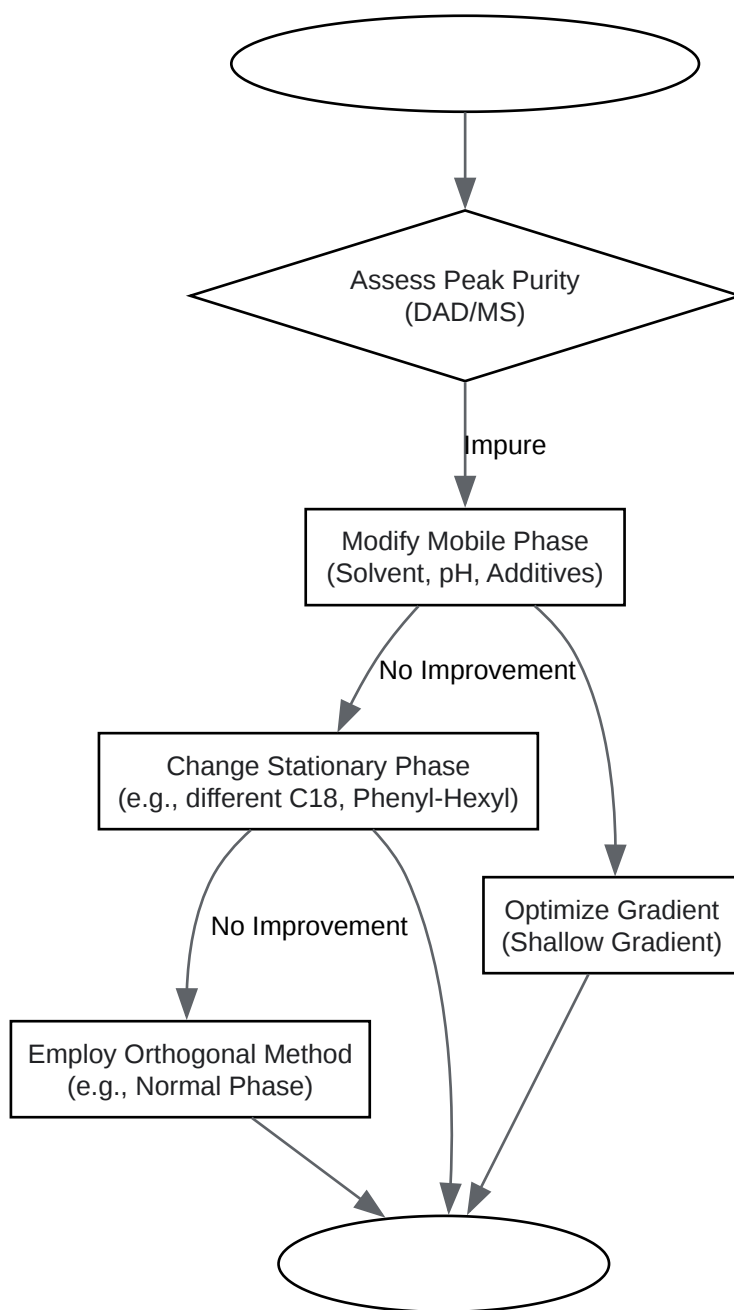 Assess Peak Purity
(DAD/MS)
Impure
Modify Mobile Phase
(Solvent, pH, Additives)
No Improvement
Change Stationary Phase
(e.g., different C18, Phenyl-Hexyl)
Optimize Gradient
(Shallow Gradient)
No Improvement
Employ Orthogonal Method
(e.g., Normal Phase)